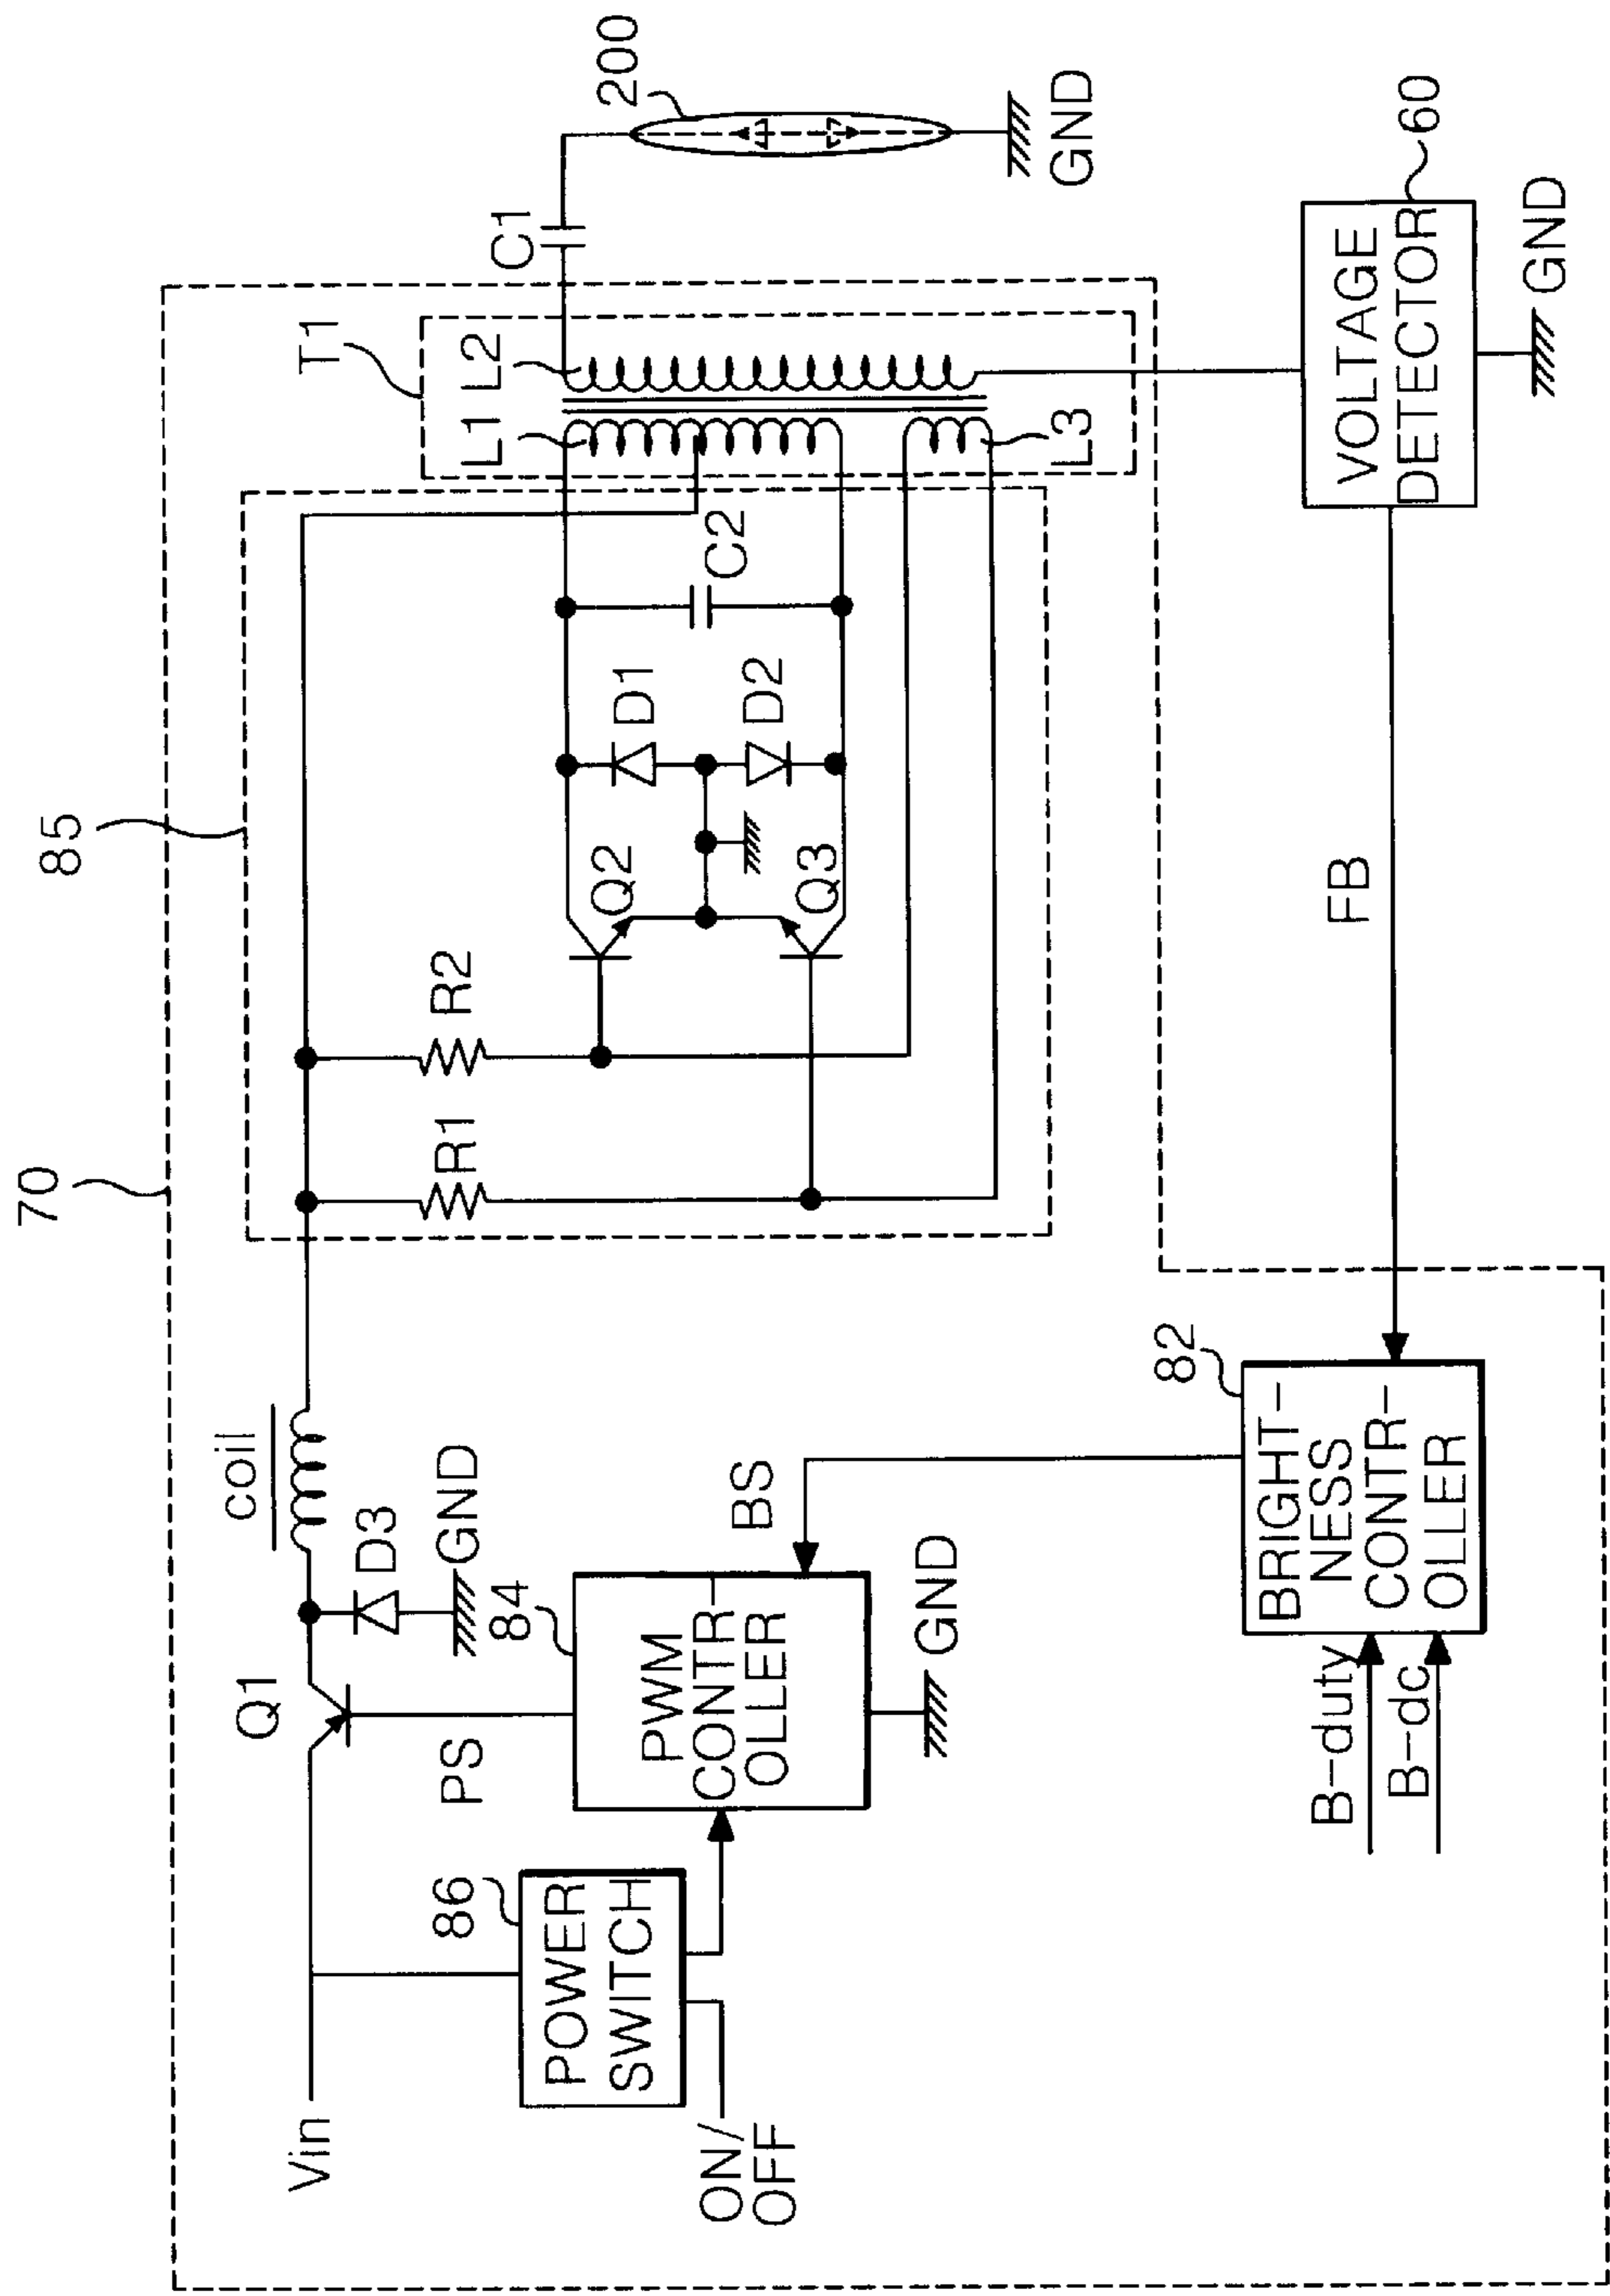 70
85
T1
L1
L2
L3
C1
200
GND
Vin
Q1
coil
D3
GND
R1
R2
Q2
Q3
D1
D2
C2
86
POWER
SWITCH
ON/
OFF
PS
84
PWM
CONTR-
OLLER
GND
BS
82
BRIGHT-
NESS
CONTR-
OLLER
B-duty
B-dc
FB
60
VOLTAGE
DETECTOR
GND